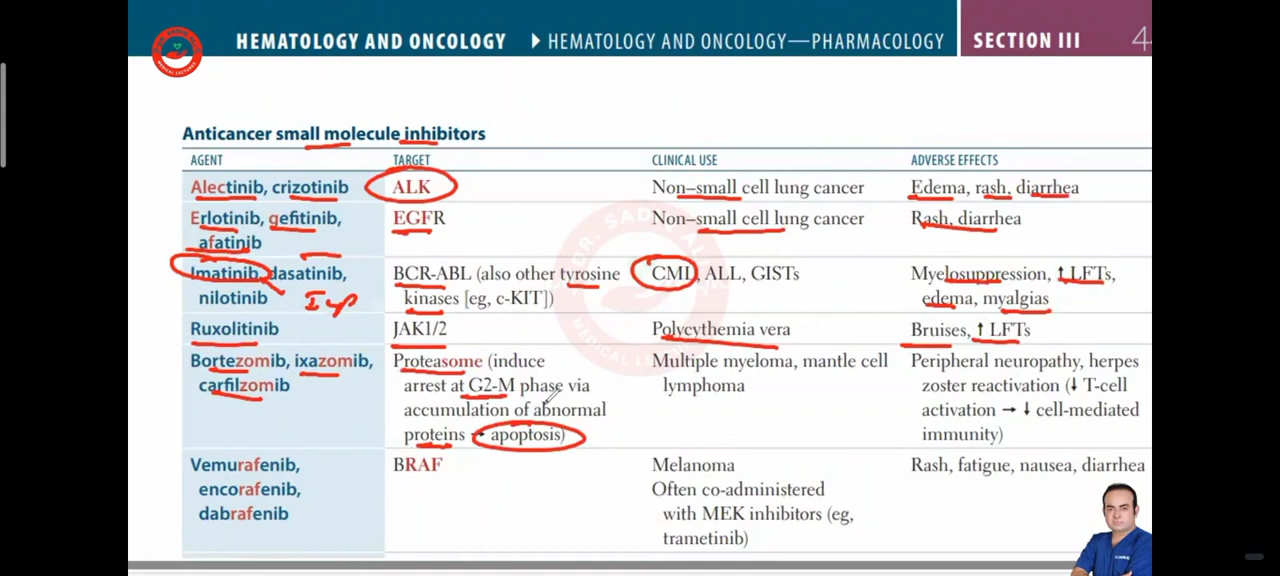 HEMATOLOGY AND ONCOLOGY ▶ HEMATOLOGY AND ONCOLOGY—PHARMACOLOGY SECTION III
MEDICAL LECTURES
Anticancer small molecule inhibitors
AGENT TARGET CLINICAL USE ADVERSE EFFECTS
Alectinib, crizotinib ALK Non–small cell lung cancer Edema, rash, diarrhea
Erlotinib, gefitinib, EGFR Non–small cell lung cancer Rash, diarrhea
afatinib
Imatinib, dasatinib, BCR-ABL (also other tyrosine CML, ALL, GISTs Myelosuppression, ↑ LFTs,
nilotinib kinases [eg, c-KIT]) edema, myalgias
Ruxolitinib JAK1/2 Polycythemia vera Bruises, ↑ LFTs
Bortezomib, ixazomib, Proteasome (induce Multiple myeloma, mantle cell Peripheral neuropathy, herpes
carfilzomib arrest at G2-M phase via lymphoma zoster reactivation (↓ T-cell
accumulation of abnormal activation → ↓ cell-mediated
proteins → apoptosis) immunity)
Vemurafenib, BRAF Melanoma Rash, fatigue, nausea, diarrhea
encorafenib, Often co-administered
dabrafenib with MEK inhibitors (eg,
trametinib)